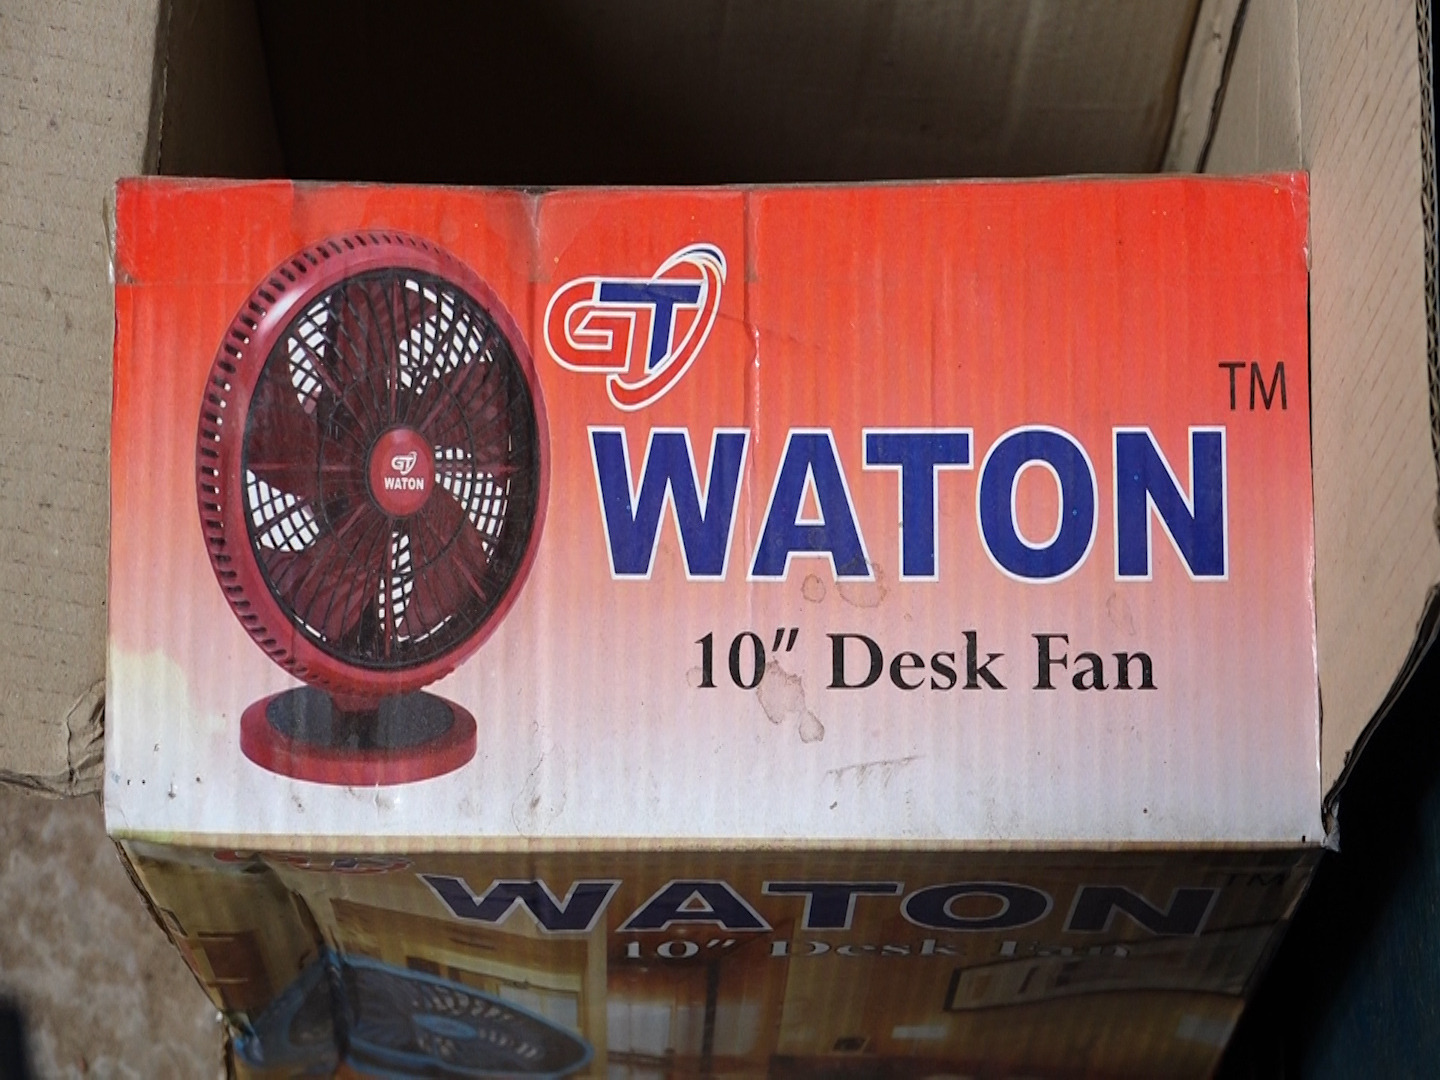 GT
WATON
TM
10" Desk Fan
GT
WATON
WATON
TM
10" Desk Fan